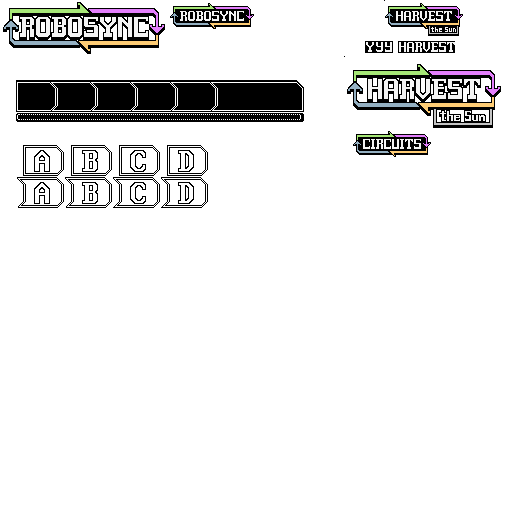 ROBOSYNC
ROBOSYNC
HARVEST
the Sun
YYY HARVEST
HARVEST
the Sun
CIRCUITS
A B C D
A B C D